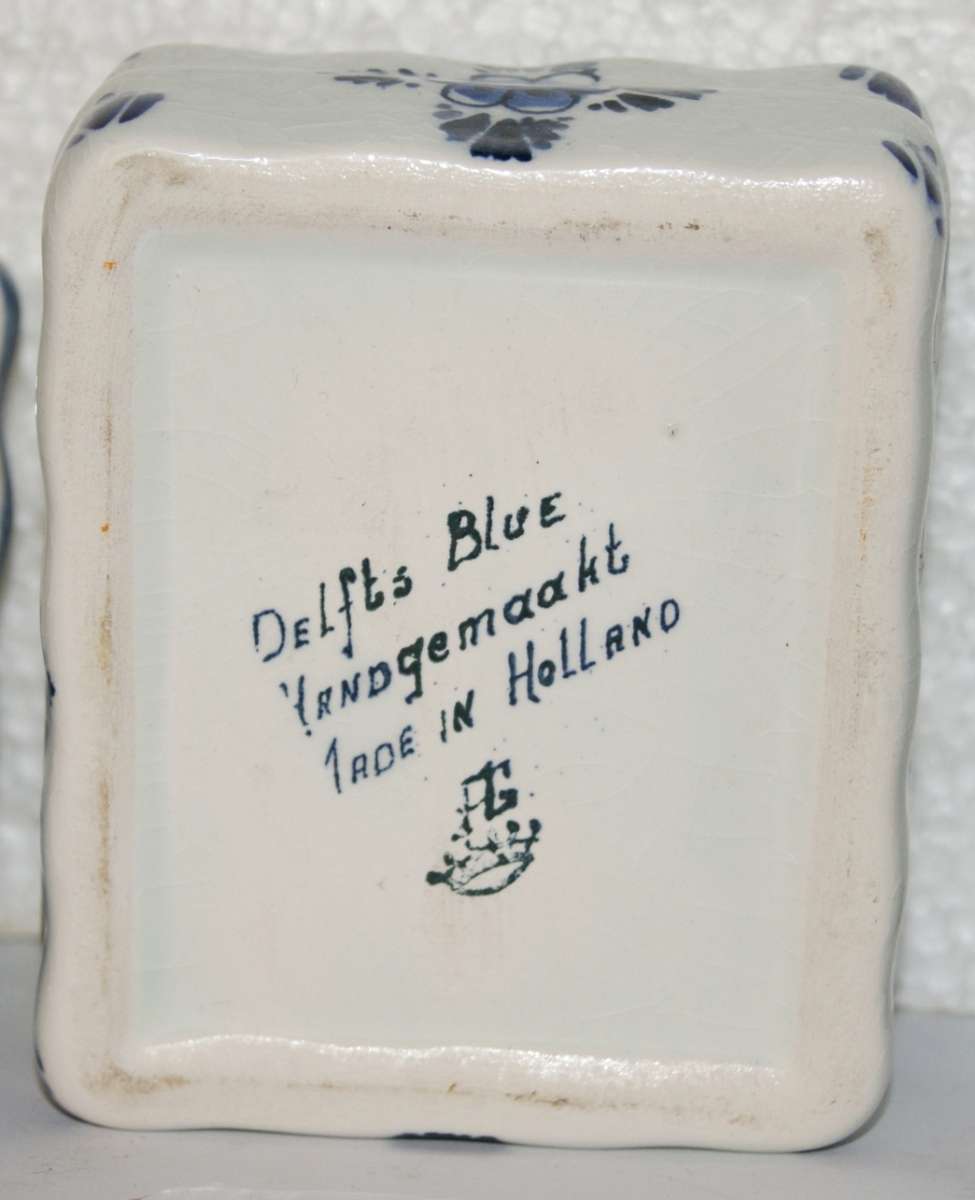 Delfts Blue
Handgemaakt
Made in Holland